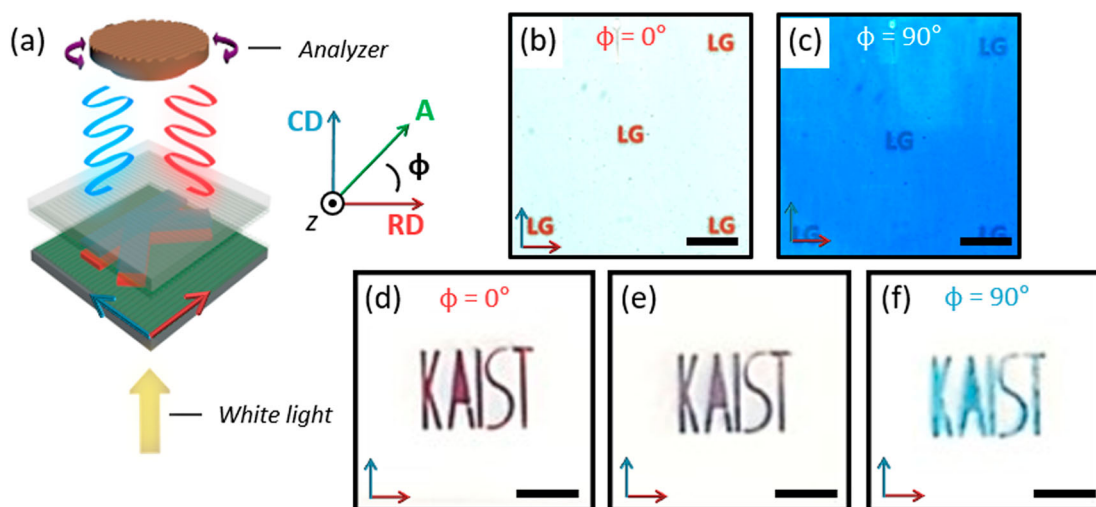 (a)
Analyzer
CD
A
ϕ
z
RD
White light
(b)
ϕ = 0°
LG
LG
LG
LG
(c)
ϕ = 90°
LG
LG
LG
LG
(d)
ϕ = 0°
KAIST
(e)
KAIST
(f)
ϕ = 90°
KAIST